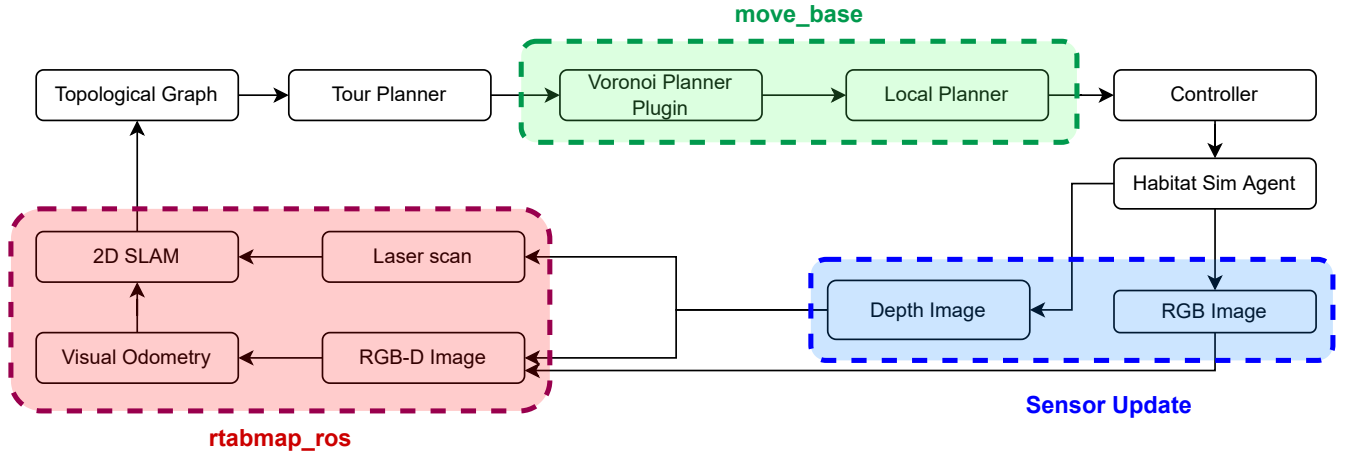 move_base
Topological Graph
Tour Planner
Voronoi Planner
Plugin
Local Planner
Controller
Habitat Sim Agent
2D SLAM
Laser scan
Depth Image
RGB Image
Visual Odometry
RGB-D Image
Sensor Update
rtabmap_ros